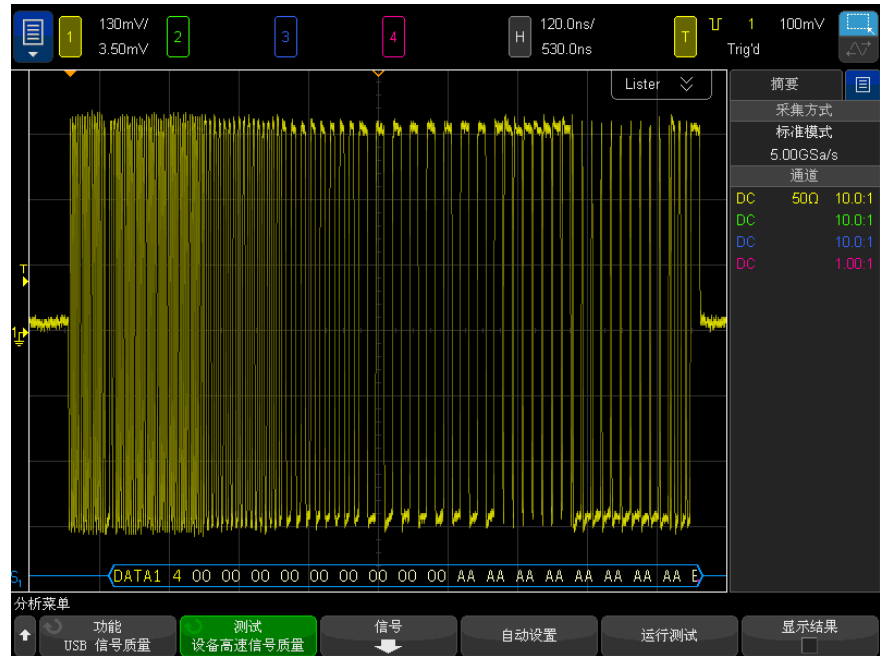 1 130mV/ 2 3 4 H 120.0ns/ T 1 100mV
3.50mV 530.0ns Trig'd
Lister
摘要
采集方式
标准模式
5.00GSa/s
通道
DC 50Ω 10.0:1
DC 10.0:1
DC 10.0:1
DC 1.00:1
T
1
S1 DATA1 4 00 00 00 00 00 00 00 00 00 AA AA AA AA AA AA AA AA E
分析菜单
功能 测试 信号 自动设置 运行测试 显示结果
USB 信号质量 设备高速信号质量